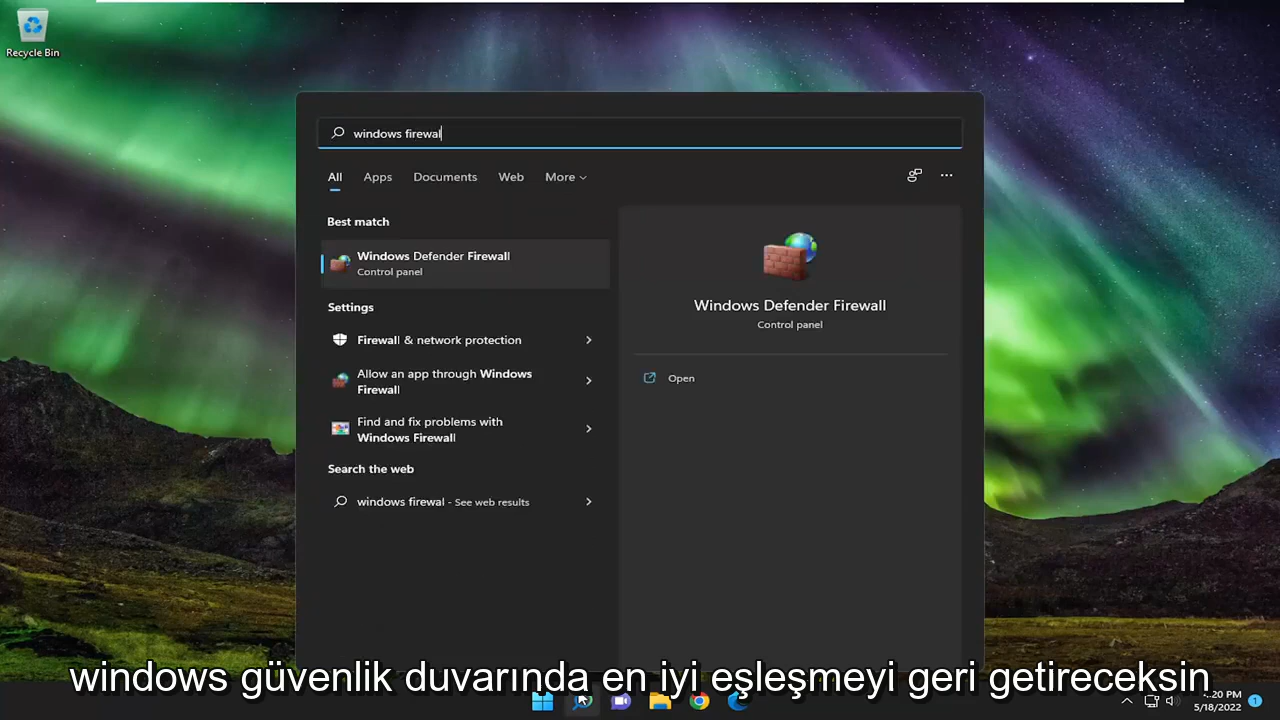 Recycle Bin
windows firewal
All Apps Documents Web More
Best match
Windows Defender Firewall
Control panel
Settings
Firewall & network protection
Allow an app through Windows
Firewall
Find and fix problems with
Windows Firewall
Search the web
windows firewal - See web results
Windows Defender Firewall
Control panel
Open
windows güvenlik duvarında en iyi eşleşmeyi geri getireceksin
:20 PM
5/18/2022
1